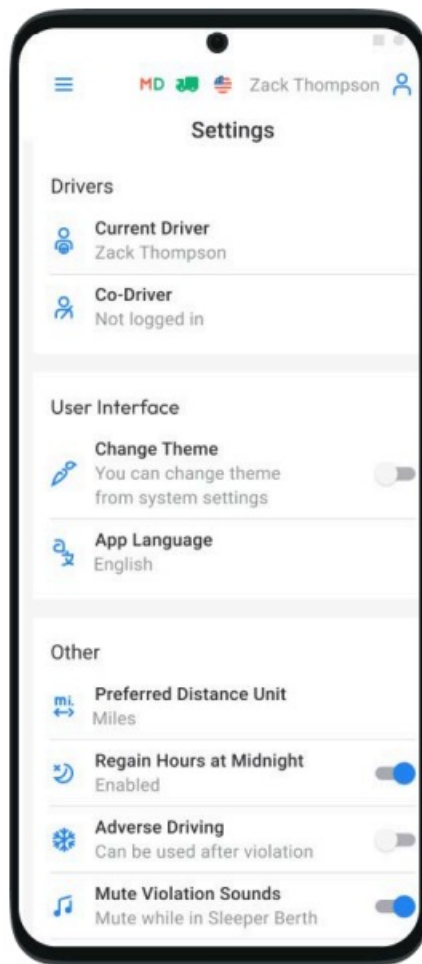 MD Zack Thompson
Settings
Drivers
Current Driver
Zack Thompson
Co-Driver
Not logged in
User Interface
Change Theme
You can change theme
from system settings
App Language
English
Other
mi.
Preferred Distance Unit
Miles
Regain Hours at Midnight
Enabled
Adverse Driving
Can be used after violation
Mute Violation Sounds
Mute while in Sleeper Berth